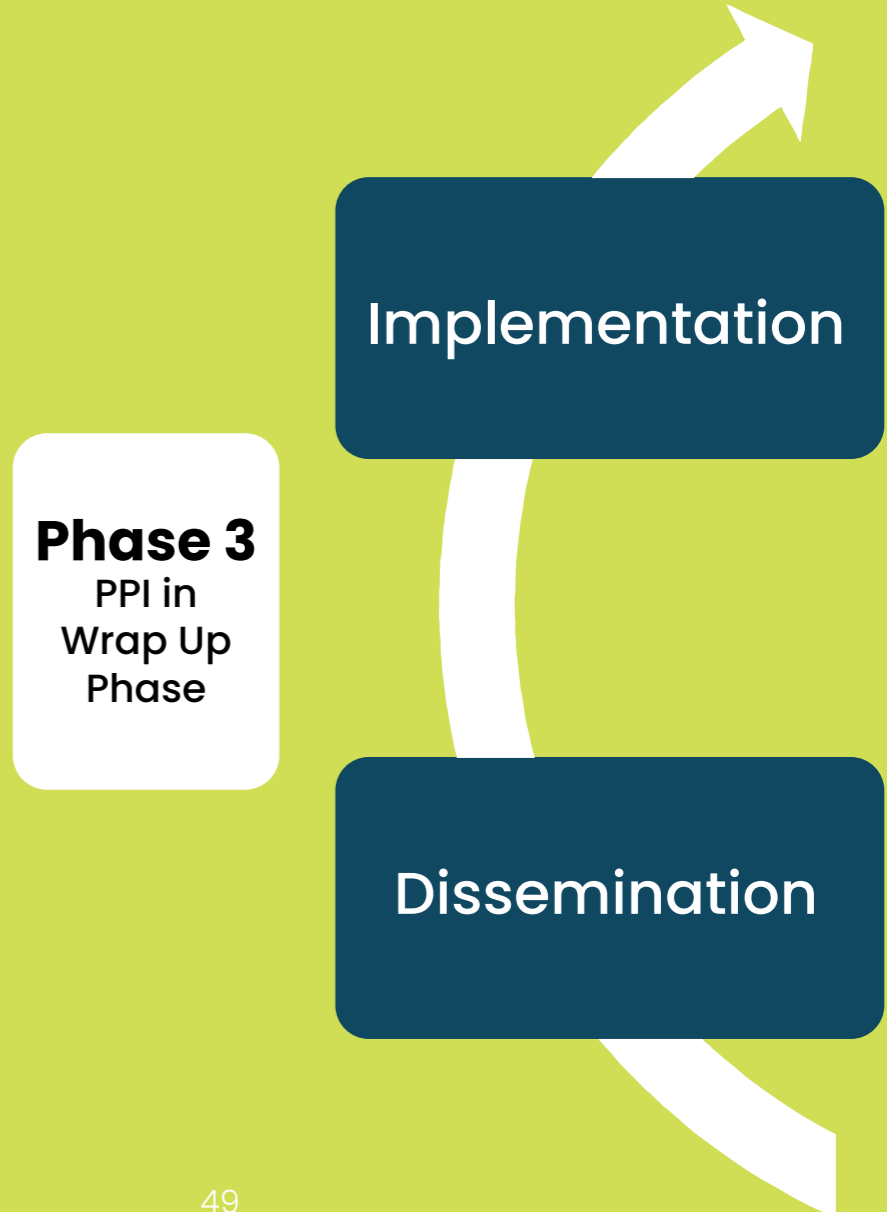 Implementation
Phase 3
PPI in
Wrap Up
Phase
Dissemination
49